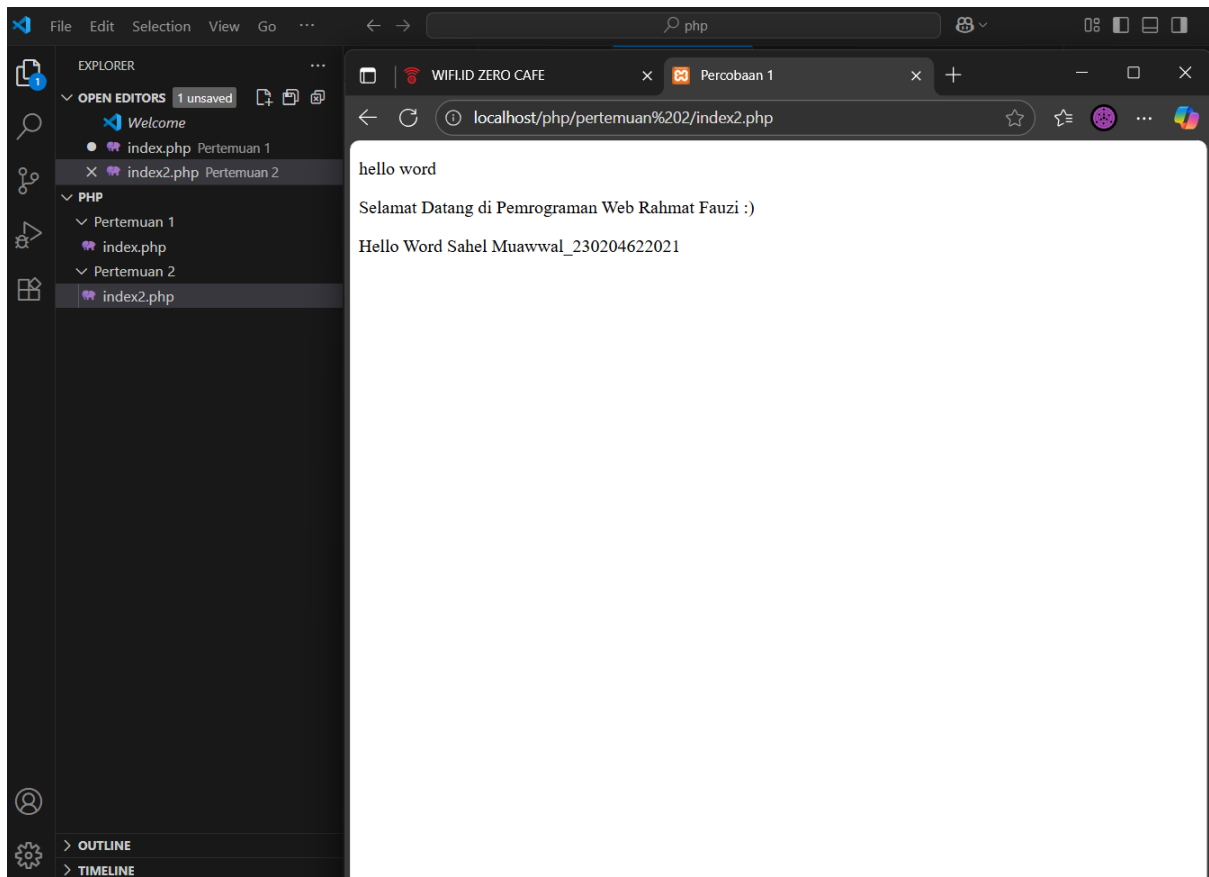 File Edit Selection View Go ··· php
EXPLORER ···
OPEN EDITORS 1 unsaved
Welcome
index.php Pertemuan 1
index2.php Pertemuan 2
PHP
Pertemuan 1
index.php
Pertemuan 2
index2.php
OUTLINE
TIMELINE
1
WIFI.ID ZERO CAFE
Percobaan 1
localhost/php/pertemuan%202/index2.php
hello word
Selamat Datang di Pemrograman Web Rahmat Fauzi :)
Hello Word Sahel Muawwal_230204622021